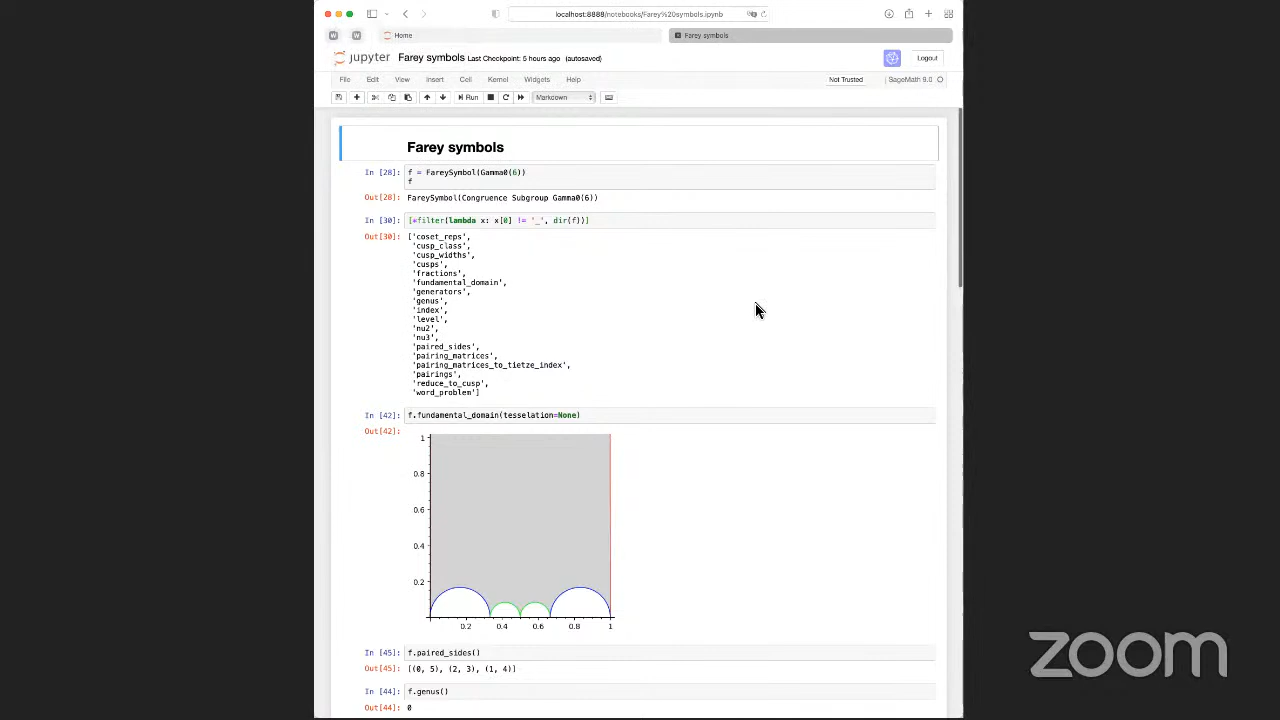 localhost:8888/notebooks/Farey%20symbols.ipynb
W
W
Home
Farey symbols
jupyter
Farey symbols Last Checkpoint: 5 hours ago (autosaved)
Logout
File Edit View Insert Cell Kernel Widgets Help
Not Trusted
SageMath 9.0
Run
Markdown
Farey symbols
In [28]: f = FareySymbol(Gamma0(6))
f
Out[28]: FareySymbol(Congruence Subgroup Gamma0(6))
In [30]: [*filter(lambda x: x[0] != '_', dir(f))]
Out[30]: ['coset_reps',
'cusp_class',
'cusp_widths',
'cusps',
'fractions',
'fundamental_domain',
'generators',
'genus',
'index',
'level',
'nu2',
'nu3',
'paired_sides',
'pairing_matrices',
'pairing_matrices_to_tietze_index',
'pairings',
'reduce_to_cusp',
'word_problem']
In [42]: f.fundamental_domain(tesselation=None)
Out[42]:
1
0.8
0.6
0.4
0.2
0.2 0.4 0.6 0.8 1
In [45]: f.paired_sides()
Out[45]: [(0, 5), (2, 3), (1, 4)]
In [44]: f.genus()
Out[44]: 0
zoom